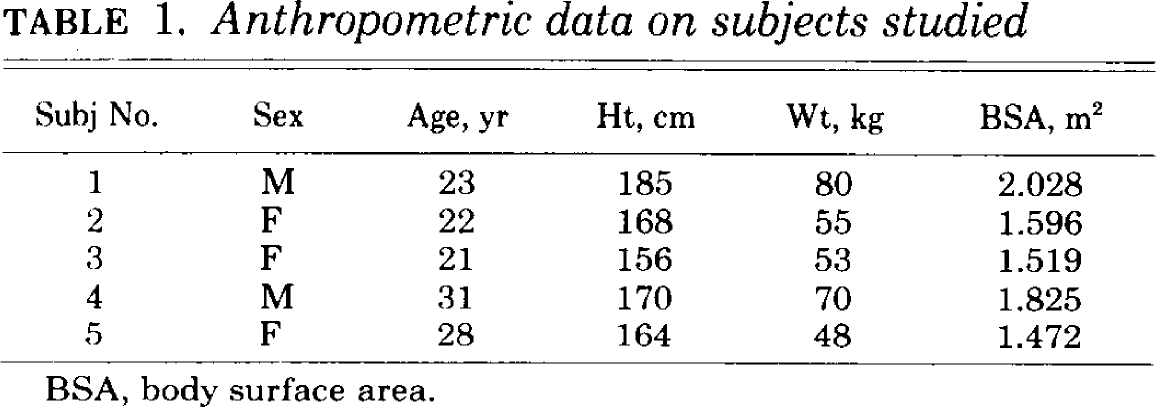 TABLE 1. Anthropometric data on subjects studied
Subj No. Sex Age, yr Ht, cm Wt, kg BSA, m²
1 M 23 185 80 2.028
2 F 22 168 55 1.596
3 F 21 156 53 1.519
4 M 31 170 70 1.825
5 F 28 164 48 1.472
BSA, body surface area.